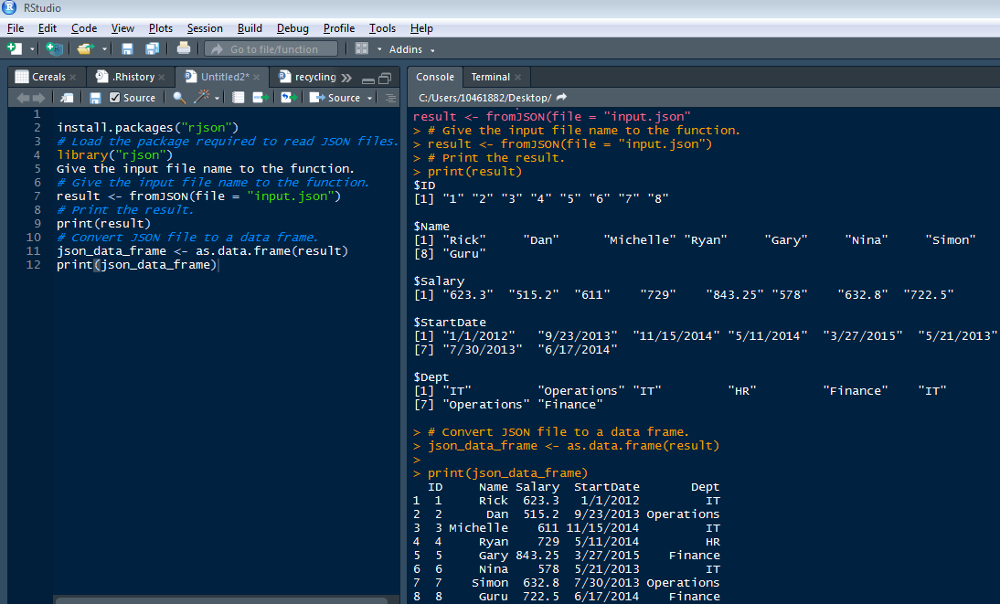 RStudio
File Edit Code View Plots Session Build Debug Profile Tools Help
Go to file/function Addins
Cereals .Rhistory Untitled2* recycling
Source Source
1
2 install.packages("rjson")
3 # Load the package required to read JSON files.
4 library("rjson")
5 Give the input file name to the function.
6 # Give the input file name to the function.
7 result <- fromJSON(file = "input.json")
8 # Print the result.
9 print(result)
10 # Convert JSON file to a data frame.
11 json_data_frame <- as.data.frame(result)
12 print(json_data_frame)
Console Terminal
C:/Users/10461882/Desktop/
result <- fromJSON(file = "input.json"
> # Give the input file name to the function.
> result <- fromJSON(file = "input.json")
> # Print the result.
> print(result)
$ID
[1] "1" "2" "3" "4" "5" "6" "7" "8"
$Name
[1] "Rick" "Dan" "Michelle" "Ryan" "Gary" "Nina" "Simon"
[8] "Guru"
$Salary
[1] "623.3" "515.2" "611" "729" "843.25" "578" "632.8" "722.5"
$StartDate
[1] "1/1/2012" "9/23/2013" "11/15/2014" "5/11/2014" "3/27/2015" "5/21/2013"
[7] "7/30/2013" "6/17/2014"
$Dept
[1] "IT" "Operations" "IT" "HR" "Finance" "IT"
[7] "Operations" "Finance"
> # Convert JSON file to a data frame.
> json_data_frame <- as.data.frame(result)
>
> print(json_data_frame)
ID Name Salary StartDate Dept
1 1 Rick 623.3 1/1/2012 IT
2 2 Dan 515.2 9/23/2013 Operations
3 3 Michelle 611 11/15/2014 IT
4 4 Ryan 729 5/11/2014 HR
5 5 Gary 843.25 3/27/2015 Finance
6 6 Nina 578 5/21/2013 IT
7 7 Simon 632.8 7/30/2013 Operations
8 8 Guru 722.5 6/17/2014 Finance